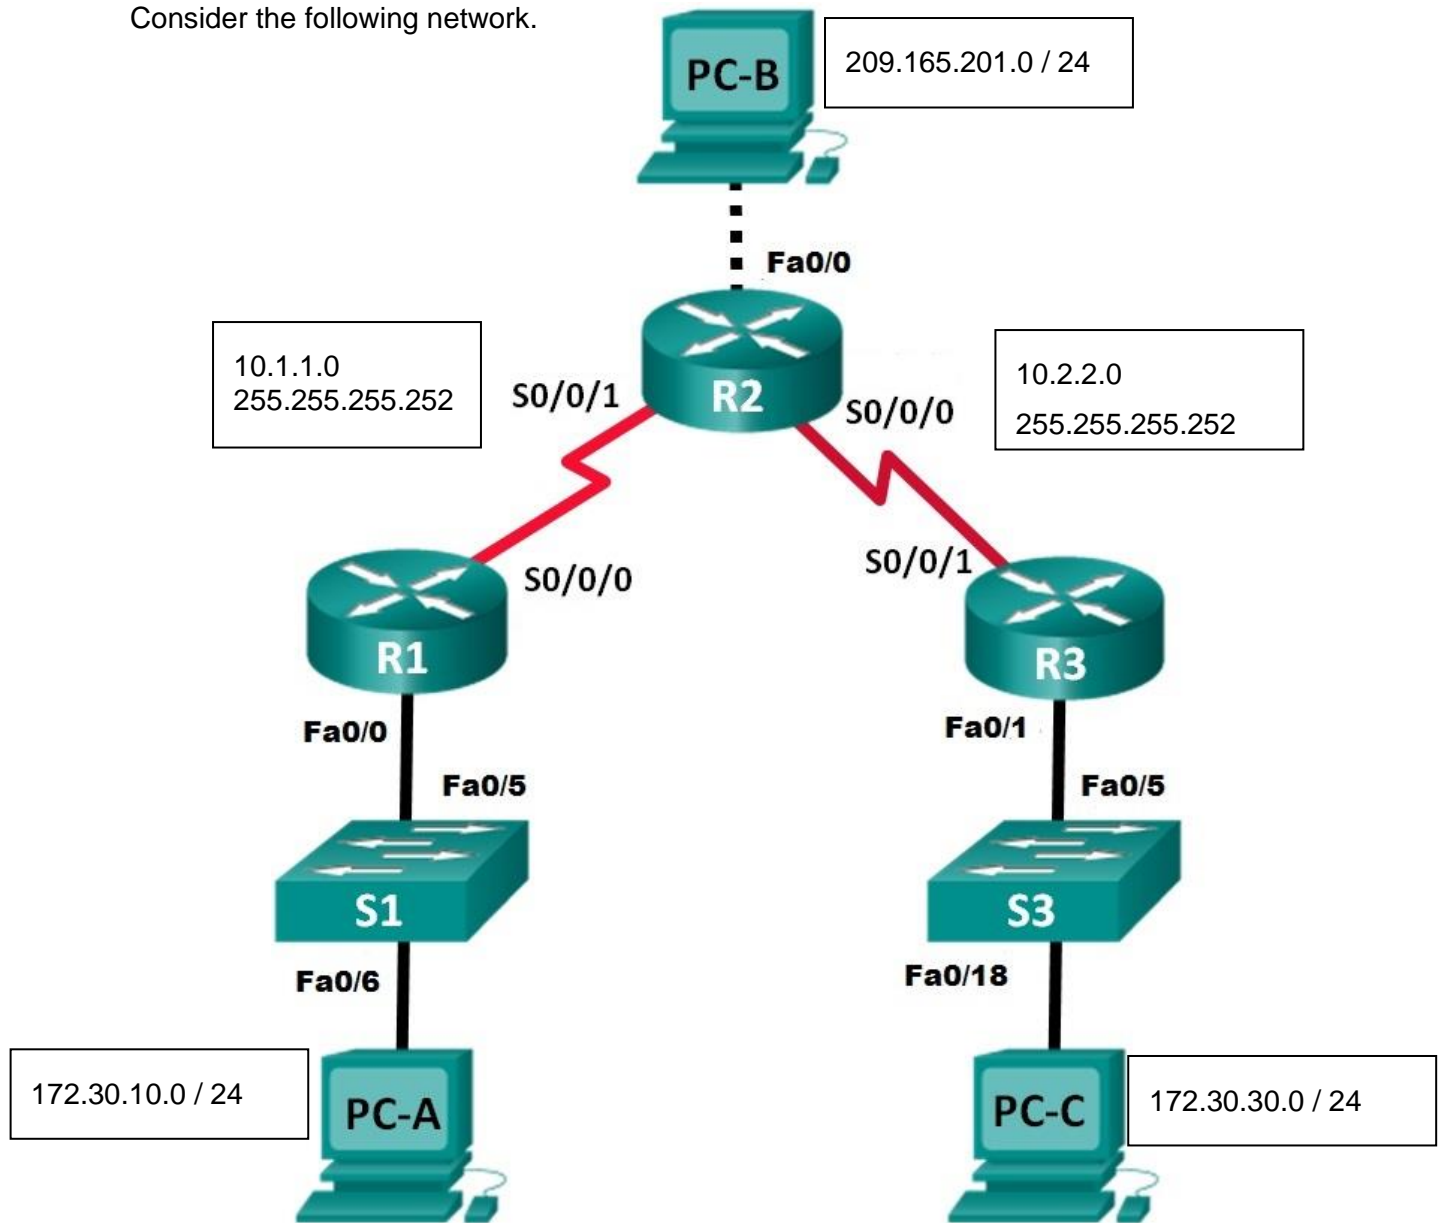 Consider the following network.
PC-B
209.165.201.0 / 24
Fa0/0
10.1.1.0
255.255.255.252
S0/0/1
R2
S0/0/0
10.2.2.0
255.255.255.252
S0/0/0
S0/0/1
R1
R3
Fa0/0
Fa0/1
Fa0/5
Fa0/5
S1
S3
Fa0/6
Fa0/18
172.30.10.0 / 24
PC-A
PC-C
172.30.30.0 / 24